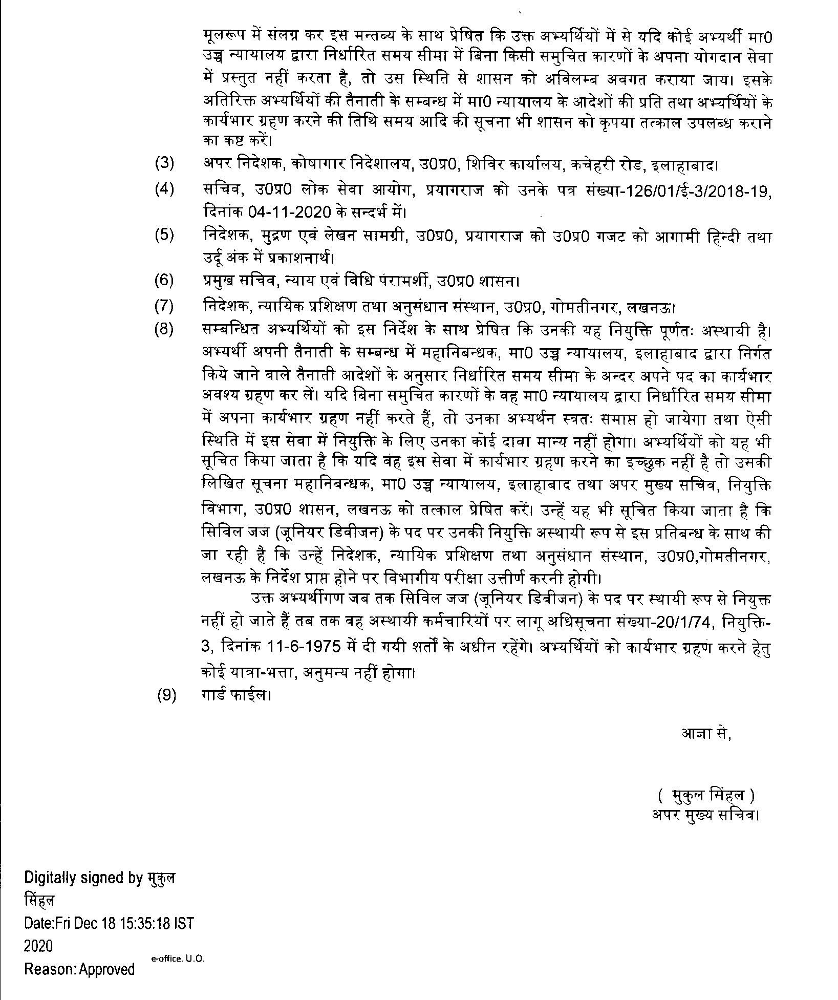 मूलरूप में संलग्न कर इस मन्तब्य के साथ प्रेषित कि उक्त अभ्यर्थियों में से यदि कोई अभ्यर्थी मा0
उच्च न्यायालय द्वारा निर्धारित समय सीमा में बिना किसी समुचित कारणों के अपना योगदान सेवा
में प्रस्तुत नहीं करता है, तो उस स्थिति से शासन को अविलम्ब अवगत कराया जाय। इसके
अतिरिक्त अभ्यर्थियों की तैनाती के सम्बन्ध में मा0 न्यायालय के आदेशों की प्रति तथा अभ्यर्थियों के
कार्यभार ग्रहण करने की तिथि समय आदि की सूचना भी शासन को कृपया तत्काल उपलब्ध कराने
का कष्ट करें।
(3) अपर निदेशक, कोषागार निदेशालय, उ0प्र0, शिविर कार्यालय, कचेहरी रोड, इलाहाबाद।
(4) सचिव, उ0प्र0 लोक सेवा आयोग, प्रयागराज को उनके पत्र संख्या-126/01/ई-3/2018-19,
दिनांक 04-11-2020 के सन्दर्भ में।
(5) निदेशक, मुद्रण एवं लेखन सामग्री, उ0प्र0, प्रयागराज को उ0प्र0 गजट को आगामी हिन्दी तथा
उर्दू अंक में प्रकाशनार्थ।
(6) प्रमुख सचिव, न्याय एवं विधि परामर्शी, उ0प्र0 शासन।
(7) निदेशक, न्यायिक प्रशिक्षण तथा अनुसंधान संस्थान, उ0प्र0, गोमतीनगर, लखनऊ।
(8) सम्बन्धित अभ्यर्थियों को इस निर्देश के साथ प्रेषित कि उनकी यह नियुक्ति पूर्णतः अस्थायी है।
अभ्यर्थी अपनी तैनाती के सम्बन्ध में महानिबन्धक, मा0 उच्च न्यायालय, इलाहाबाद द्वारा निर्गत
किये जाने वाले तैनाती आदेशों के अनुसार निर्धारित समय सीमा के अन्दर अपने पद का कार्यभार
अवश्य ग्रहण कर लें। यदि बिना समुचित कारणों के वह मा0 न्यायालय द्वारा निर्धारित समय सीमा
में अपना कार्यभार ग्रहण नहीं करते हैं, तो उनका अभ्यर्थन स्वतः समाप्त हो जायेगा तथा ऐसी
स्थिति में इस सेवा में नियुक्ति के लिए उनका कोई दावा मान्य नहीं होगा। अभ्यर्थियों को यह भी
सूचित किया जाता है कि यदि वह इस सेवा में कार्यभार ग्रहण करने का इच्छुक नहीं है तो उसकी
लिखित सूचना महानिबन्धक, मा0 उच्च न्यायालय, इलाहाबाद तथा अपर मुख्य सचिव, नियुक्ति
विभाग, उ0प्र0 शासन, लखनऊ को तत्काल प्रेषित करें। उन्हें यह भी सूचित किया जाता है कि
सिविल जज (जूनियर डिवीजन) के पद पर उनकी नियुक्ति अस्थायी रूप से इस प्रतिबन्ध के साथ की
जा रही है कि उन्हें निदेशक, न्यायिक प्रशिक्षण तथा अनुसंधान संस्थान, उ0प्र0,गोमतीनगर,
लखनऊ के निर्देश प्राप्त होने पर विभागीय परीक्षा उत्तीर्ण करनी होगी।
उक्त अभ्यर्थीगण जब तक सिविल जज (जूनियर डिवीजन) के पद पर स्थायी रूप से नियुक्त
नहीं हो जाते हैं तब तक वह अस्थायी कर्मचारियों पर लागू अधिसूचना संख्या-20/1/74, नियुक्ति-
3, दिनांक 11-6-1975 में दी गयी शर्तों के अधीन रहेंगे। अभ्यर्थियों को कार्यभार ग्रहण करने हेतु
कोई यात्रा-भत्ता, अनुमन्य नहीं होगा।
(9) गार्ड फाईल।
आज्ञा से,
( मुकुल सिंहल )
अपर मुख्य सचिव।
Digitally signed by मुकुल
सिंहल
Date:Fri Dec 18 15:35:18 IST
2020
e-office. U.O.
Reason: Approved